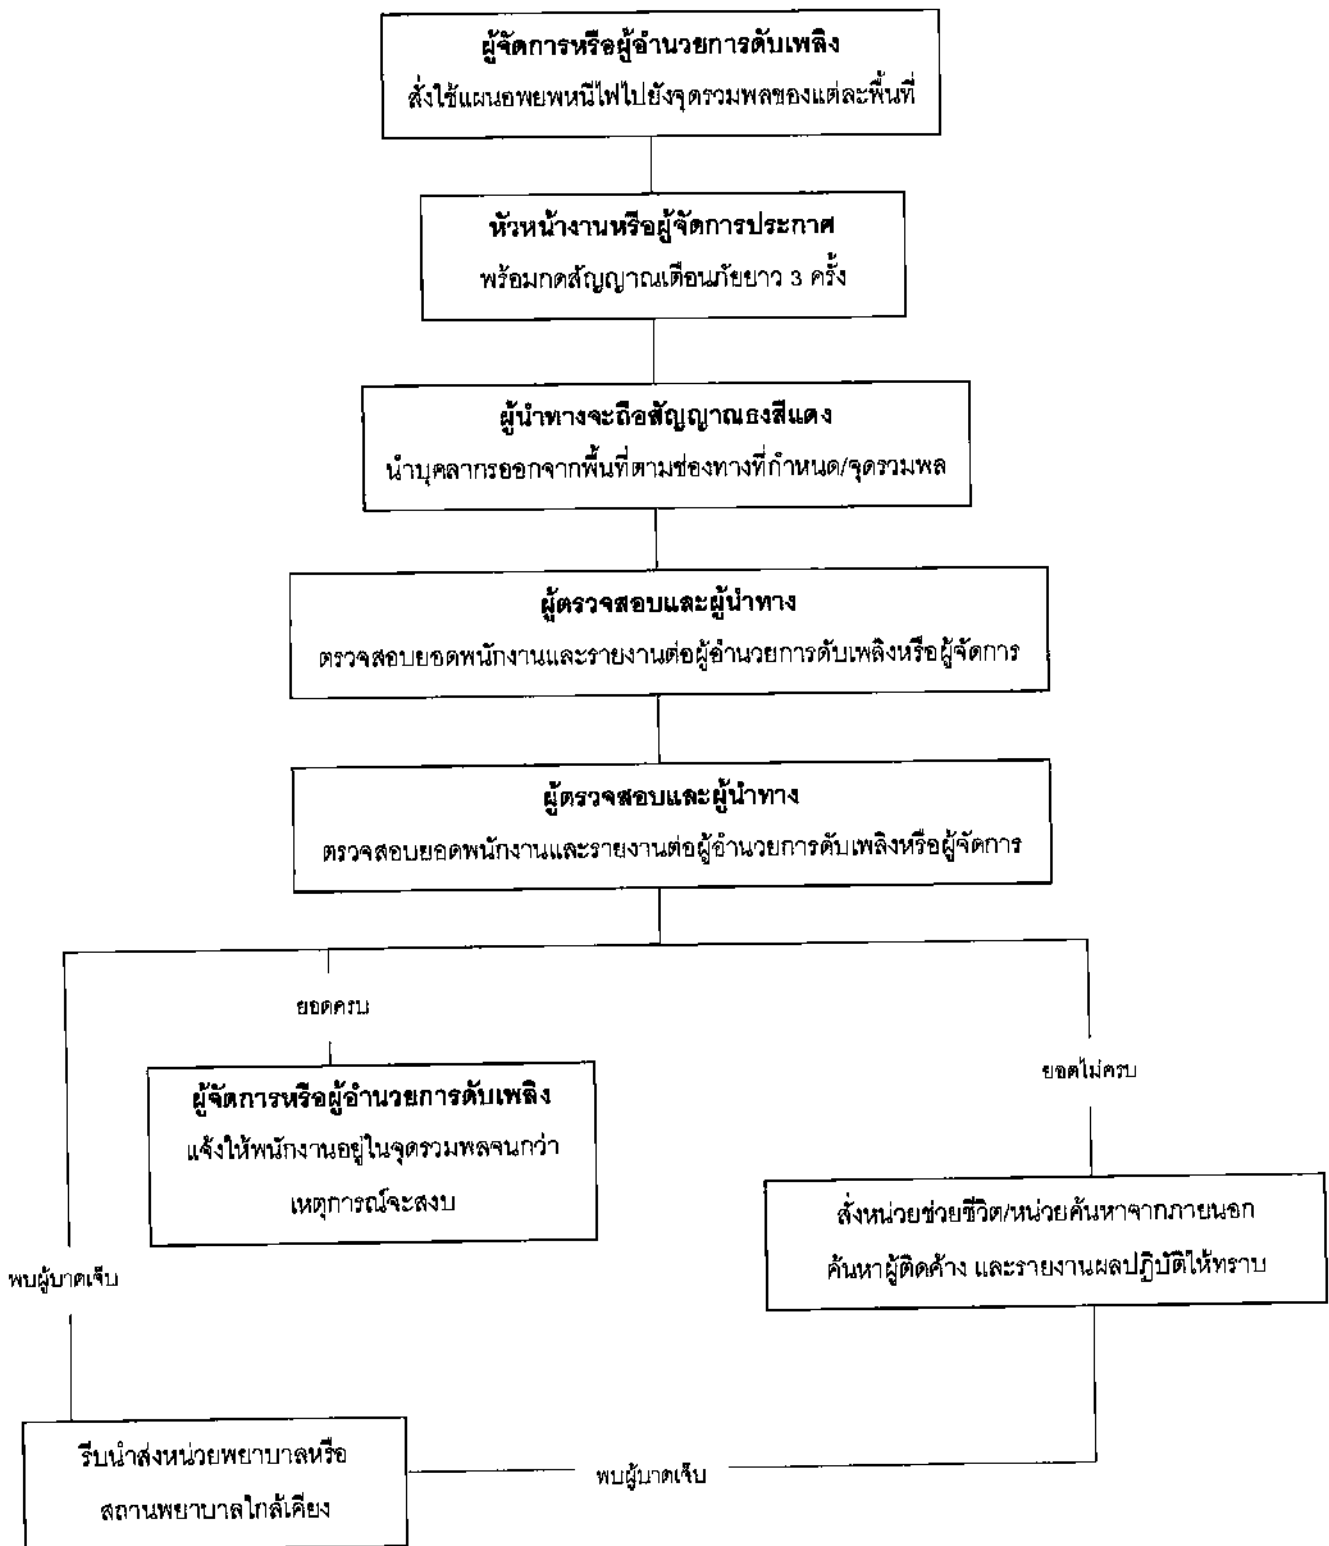 ผู้จัดการหรือผู้อำนวยการดับเพลิง
สั่งใช้แผนอพยพหนีไฟไปยังจุดรวมพลของแต่ละพื้นที่
หัวหน้างานหรือผู้จัดการประกาศ
พร้อมกดสัญญาณเตือนภัยยาว 3 ครั้ง
ผู้นำทางจะถือสัญญาณธงสีแดง
นำบุคลากรออกจากพื้นที่ตามช่องทางที่กำหนด/จุดรวมพล
ผู้ตรวจสอบและผู้นำทาง
ตรวจสอบยอดพนักงานและรายงานต่อผู้อำนวยการดับเพลิงหรือผู้จัดการ
ผู้ตรวจสอบและผู้นำทาง
ตรวจสอบยอดพนักงานและรายงานต่อผู้อำนวยการดับเพลิงหรือผู้จัดการ
ยอดครบ
ยอดไม่ครบ
ผู้จัดการหรือผู้อำนวยการดับเพลิง
แจ้งให้พนักงานอยู่ในจุดรวมพลจนกว่า
เหตุการณ์จะสงบ
สั่งหน่วยช่วยชีวิต/หน่วยค้นหาจากภายนอก
ค้นหาผู้ติดค้าง และรายงานผลปฏิบัติให้ทราบ
พบผู้บาดเจ็บ
รีบนำส่งหน่วยพยาบาลหรือ
สถานพยาบาลใกล้เคียง
พบผู้บาดเจ็บ